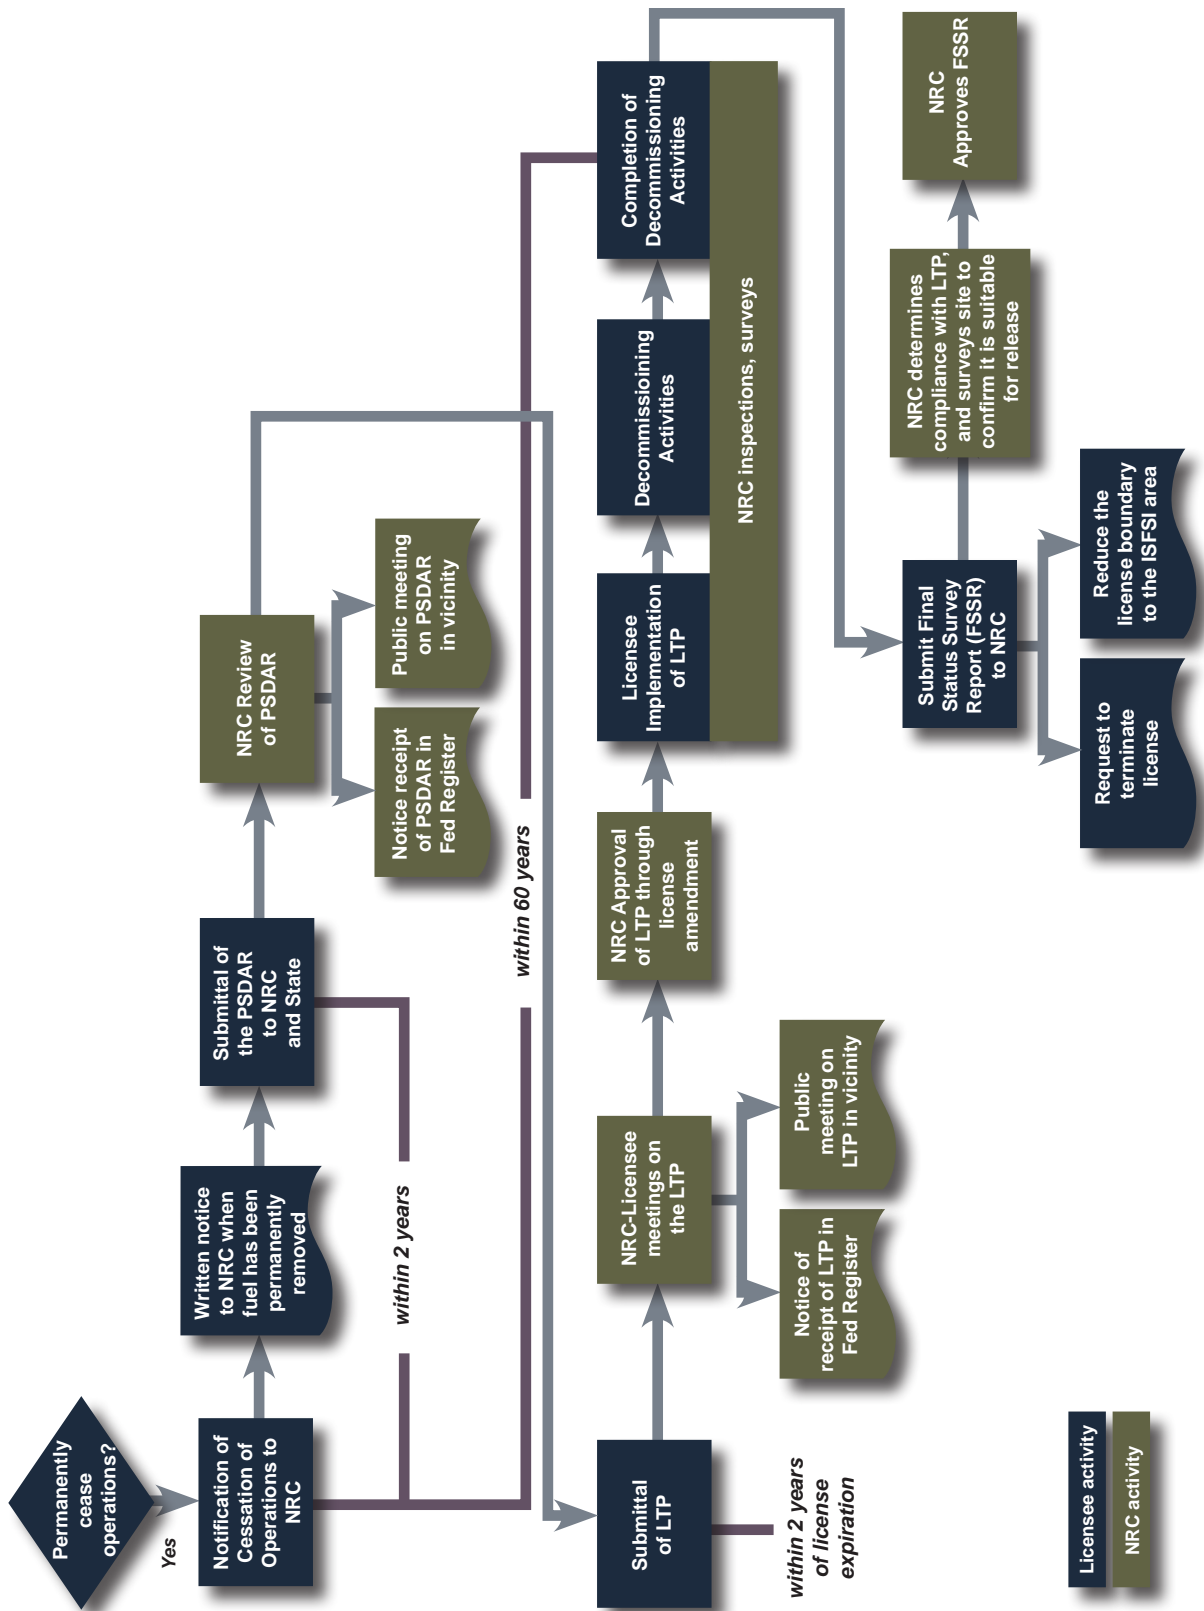 Permanently
cease
operations?
Yes
Notification of
Cessation of
Operations to
NRC
Written notice
to NRC when
fuel has been
permanently
removed
Submittal of
the PSDAR
to NRC
and State
NRC Review
of PSDAR
Notice receipt
of PSDAR in
Fed Register
Public meeting
on PSDAR
in vicinity
within 2 years
within 60 years
Submittal
of LTP
within 2 years
of license
expiration
NRC-Licensee
meetings on
the LTP
Notice of
receipt of LTP in
Fed Register
Public
meeting on
LTP in vicinity
NRC Approval
of LTP through
license
amendment
Licensee
Implementation
of LTP
Decommissioining
Activities
Completion of
Decommissioning
Activities
NRC inspections, surveys
Submit Final
Status Survey
Report (FSSR)
to NRC
Request to
terminate
license
Reduce the
license boundary
to the ISFSI area
NRC determines
compliance with LTP,
and surveys site to
confirm it is suitable
for release
NRC
Approves FSSR
Licensee activity
NRC activity